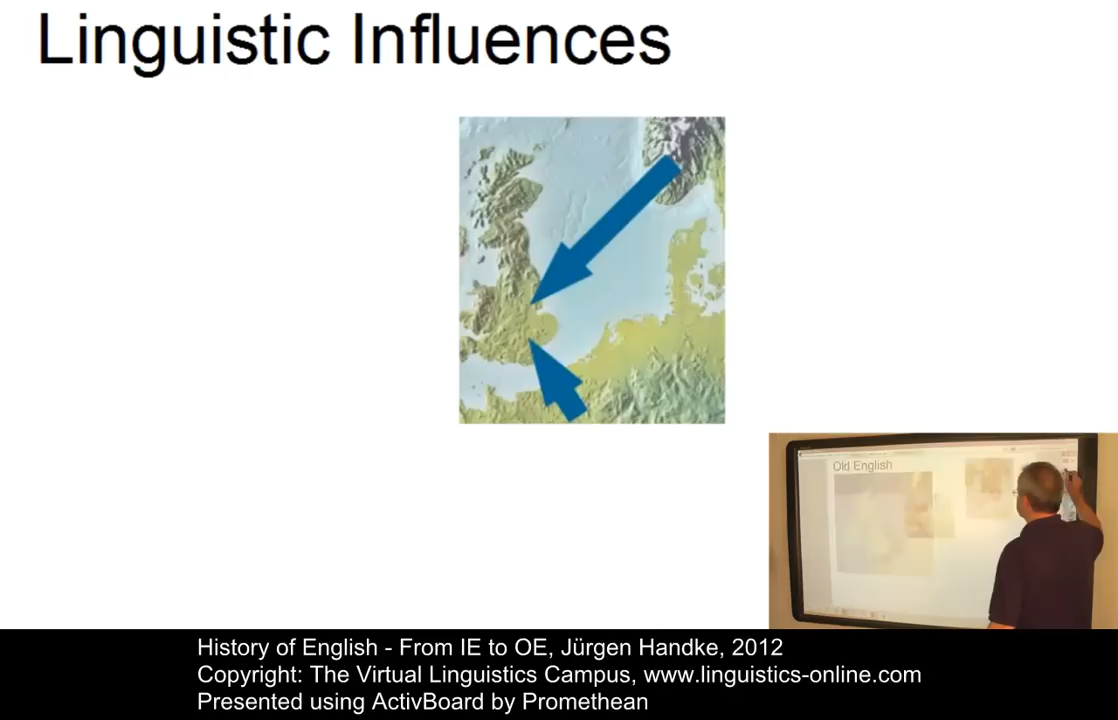 Linguistic Influences
Old English
History of English - From IE to OE, Jürgen Handke, 2012
Copyright: The Virtual Linguistics Campus, www.linguistics-online.com
Presented using ActivBoard by Promethean